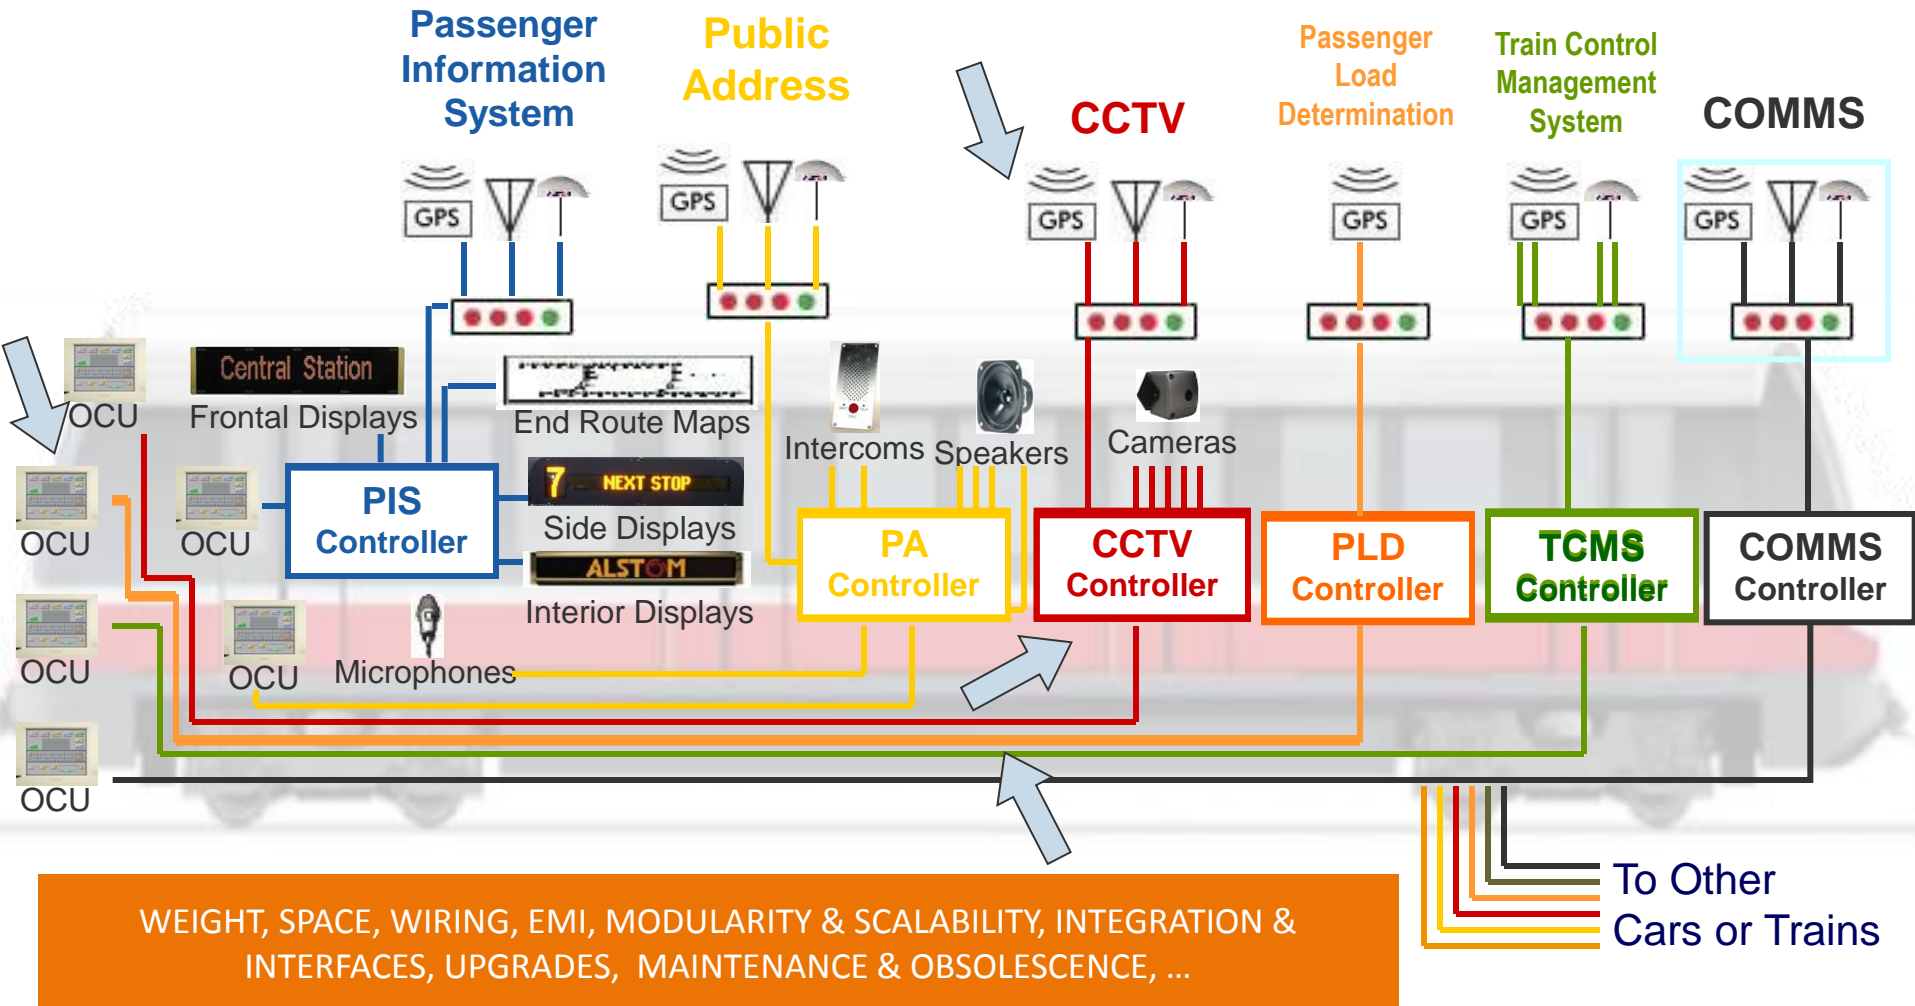 Passenger
Information
System
Public
Address
CCTV
Passenger
Load
Determination
Train Control
Management
System
COMMS
GPS
GPS
GPS
GPS
GPS
GPS
OCU
Central Station
Frontal Displays
End Route Maps
Intercoms
Speakers
Cameras
OCU
OCU
PIS
Controller
7 NEXT STOP
Side Displays
ALSTOM
Interior Displays
PA
Controller
CCTV
Controller
PLD
Controller
TCMS
Controller
COMMS
Controller
OCU
OCU
Microphones
OCU
To Other
Cars or Trains
WEIGHT, SPACE, WIRING, EMI, MODULARITY & SCALABILITY, INTEGRATION &
INTERFACES, UPGRADES, MAINTENANCE & OBSOLESCENCE, ...